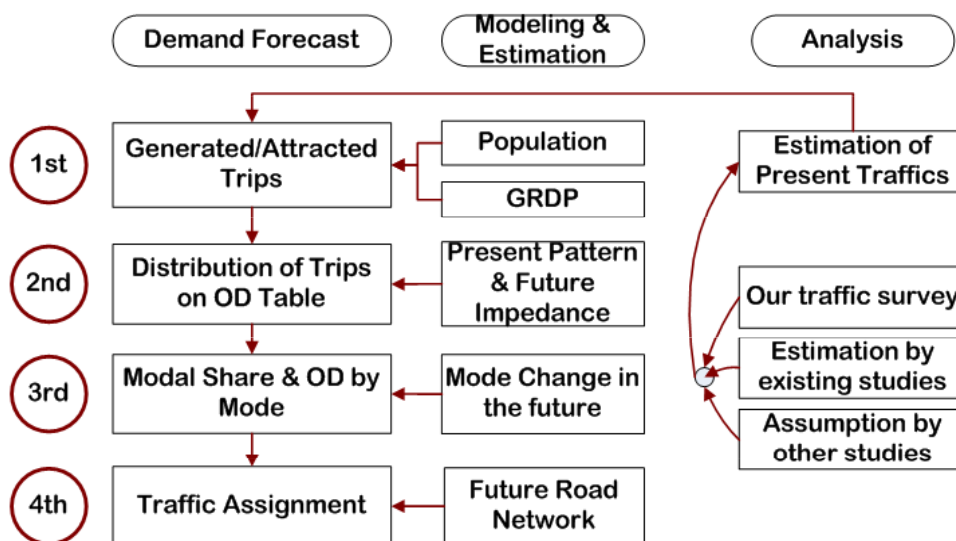 Demand Forecast
Modeling &
Estimation
Analysis
1st
Generated/Attracted
Trips
Population
GRDP
Estimation of
Present Traffics
2nd
Distribution of Trips
on OD Table
Present Pattern
& Future
Impedance
Our traffic survey
3rd
Modal Share & OD by
Mode
Mode Change in
the future
Estimation by
existing studies
Assumption by
other studies
4th
Traffic Assignment
Future Road
Network